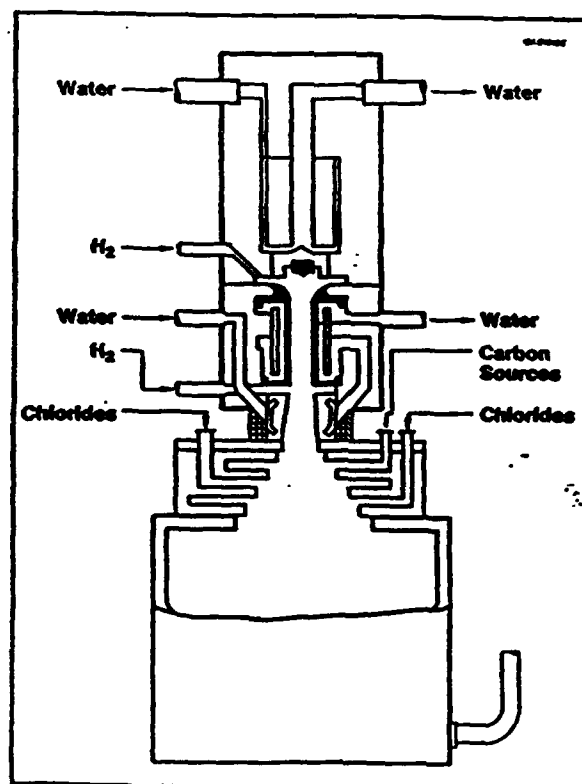 Water
Water
H₂
Water
Water
H₂
Carbon
Sources
Chlorides
Chlorides